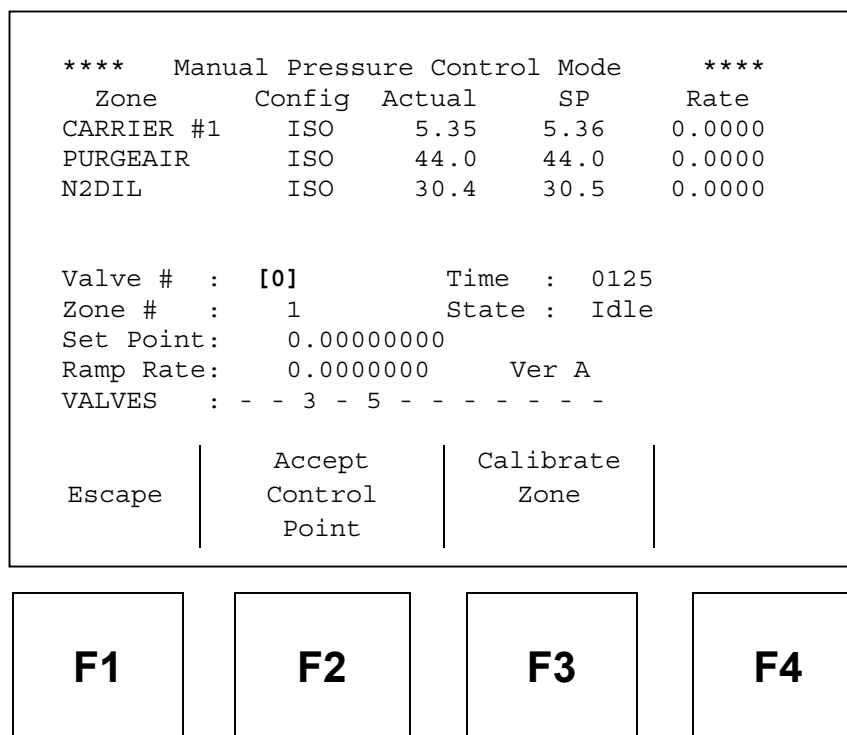 **** Manual Pressure Control Mode ****
Zone Config Actual SP Rate
CARRIER #1 ISO 5.35 5.36 0.0000
PURGEAIR ISO 44.0 44.0 0.0000
N2DIL ISO 30.4 30.5 0.0000
Valve # : [0] Time : 0125
Zone # : 1 State : Idle
Set Point: 0.00000000
Ramp Rate: 0.0000000 Ver A
VALVES : - - 3 - 5 - - - - - - -
Accept Calibrate
Escape Control Zone
Point
F1 F2 F3 F4